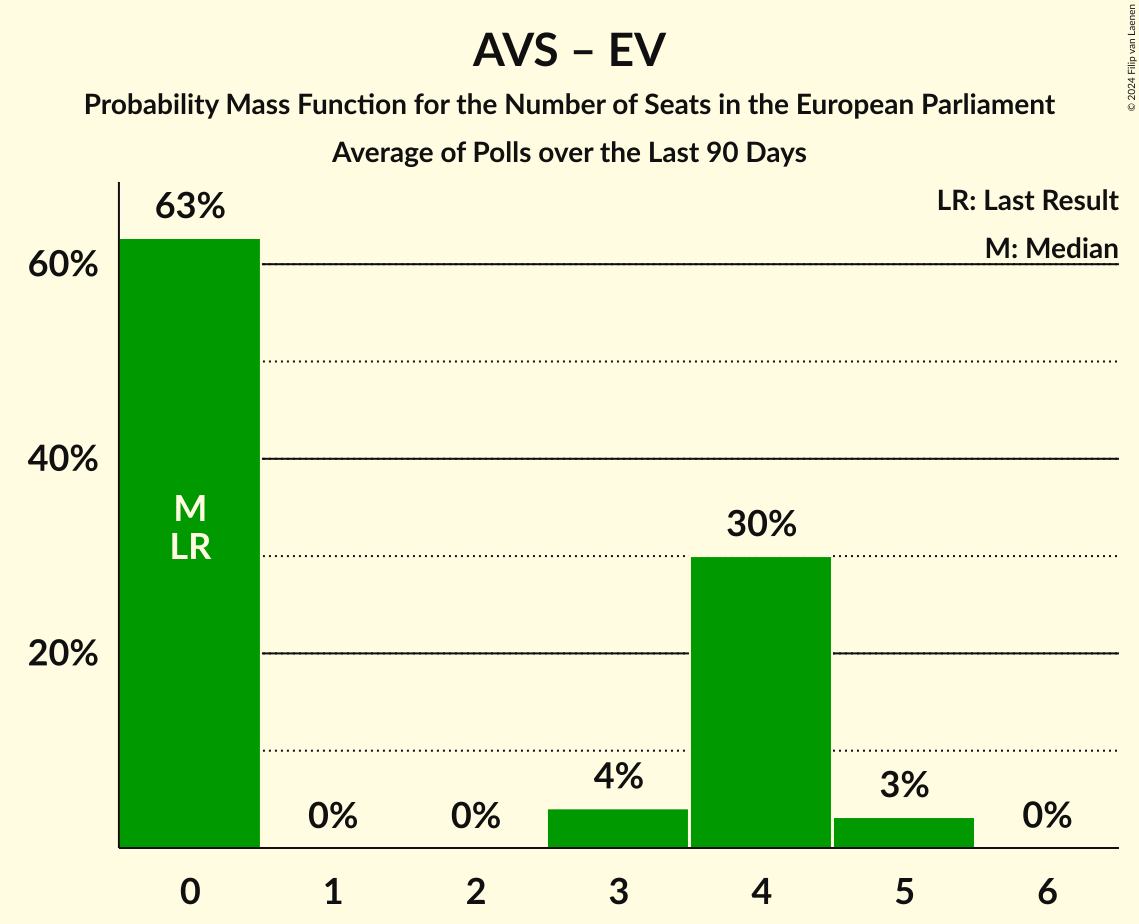 AVS – EV
Probability Mass Function for the Number of Seats in the European Parliament
Average of Polls over the Last 90 Days
© 2024 Filip van Laenen
LR: Last Result
M: Median
63%
60%
40%
20%
M
LR
0%
0%
4%
30%
3%
0%
0
1
2
3
4
5
6